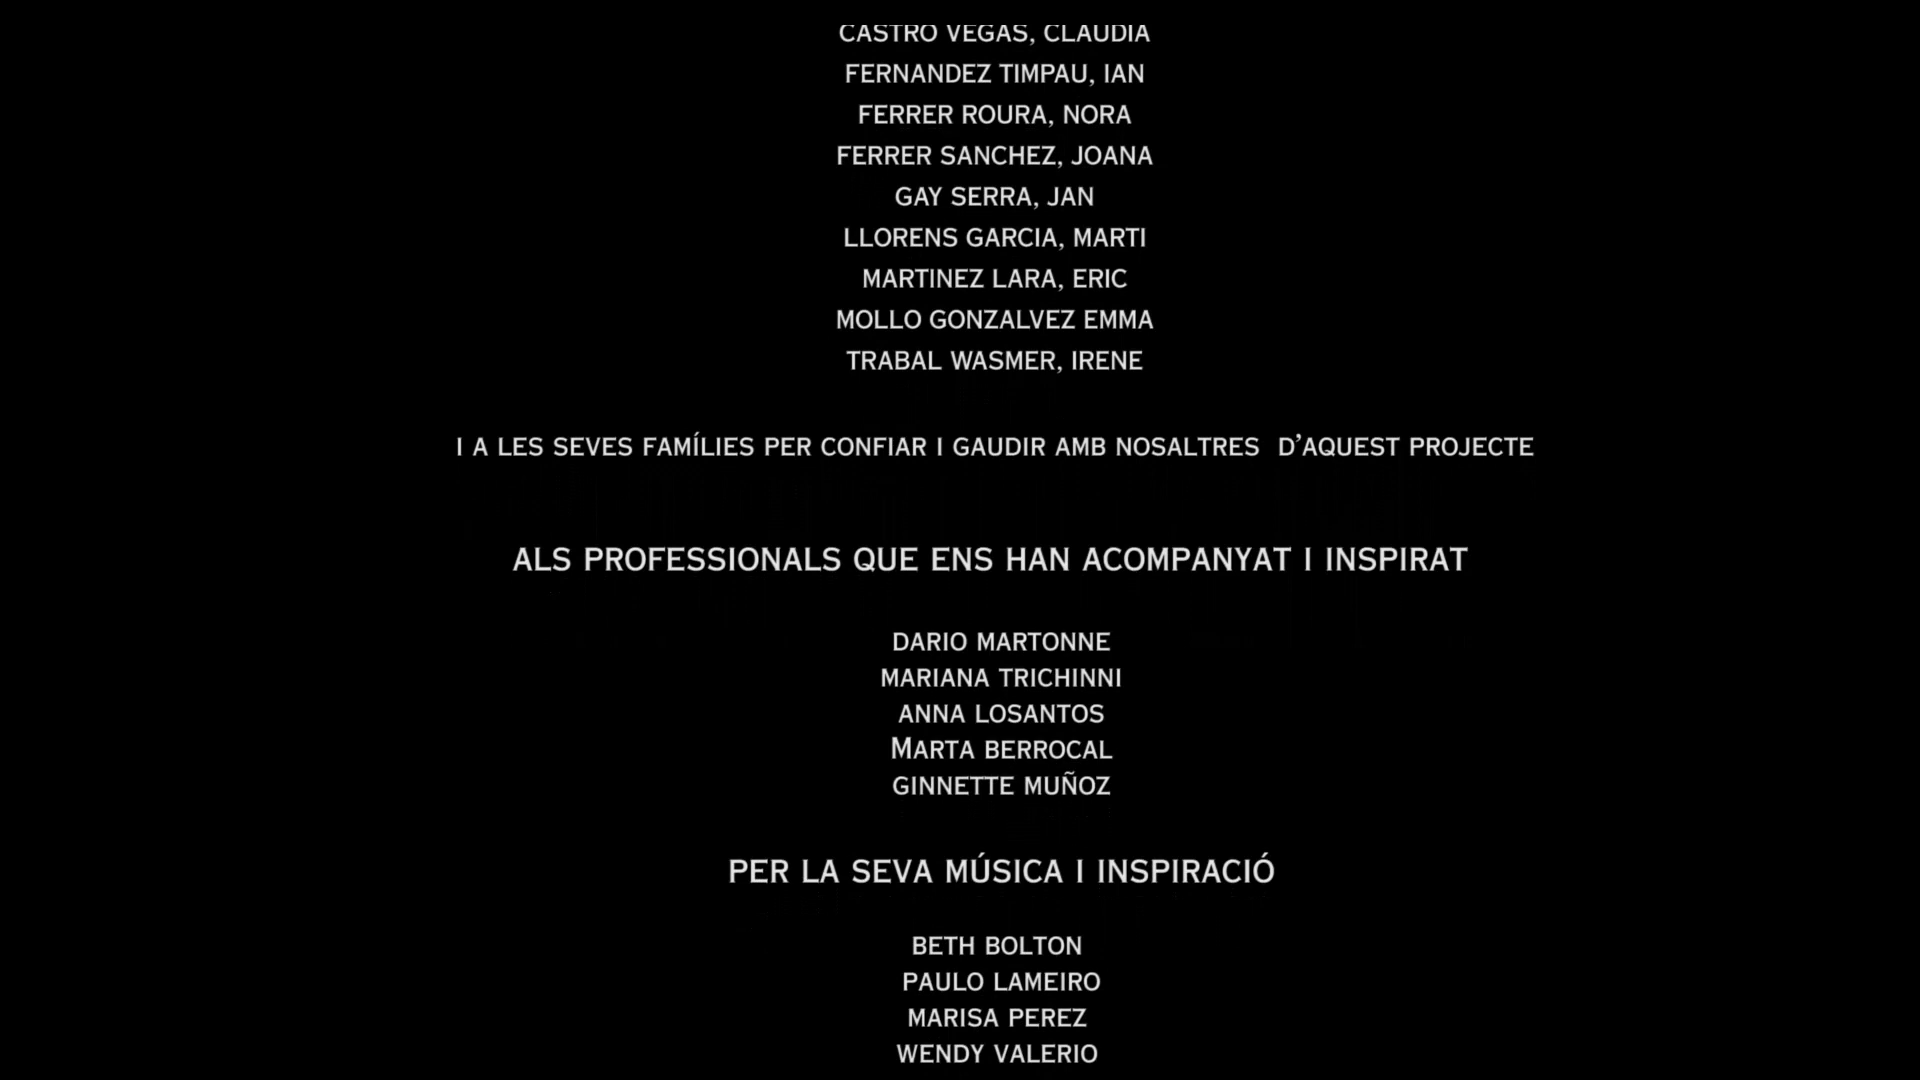 CASTRO VEGAS, CLAUDIA
FERNANDEZ TIMPAU, IAN
FERRER ROURA, NORA
FERRER SANCHEZ, JOANA
GAY SERRA, JAN
LLORENS GARCIA, MARTI
MARTINEZ LARA, ERIC
MOLLO GONZALVEZ EMMA
TRABAL WASMER, IRENE
I A LES SEVES FAMÍLIES PER CONFIAR I GAUDIR AMB NOSALTRES D’AQUEST PROJECTE
ALS PROFESSIONALS QUE ENS HAN ACOMPANYAT I INSPIRAT
DARIO MARTONNE
MARIANA TRICHINNI
ANNA LOSANTOS
MARTA BERROCAL
GINNETTE MUÑOZ
PER LA SEVA MÚSICA I INSPIRACIÓ
BETH BOLTON
PAULO LAMEIRO
MARISA PEREZ
WENDY VALERIO